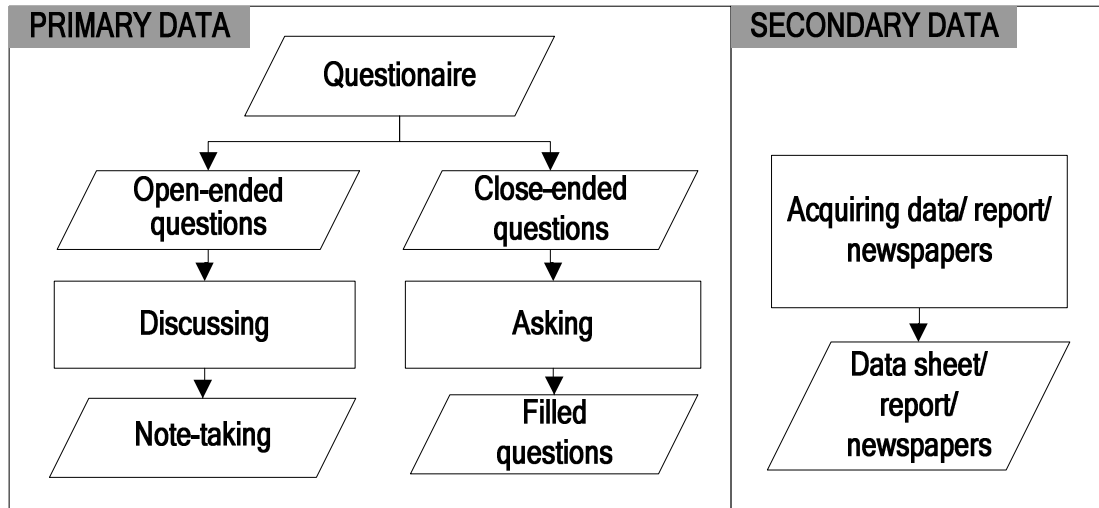 PRIMARY DATA
Questionaire
Open-ended
questions
Close-ended
questions
Discussing
Asking
Note-taking
Filled
questions
SECONDARY DATA
Acquiring data/ report/
newspapers
Data sheet/
report/
newspapers